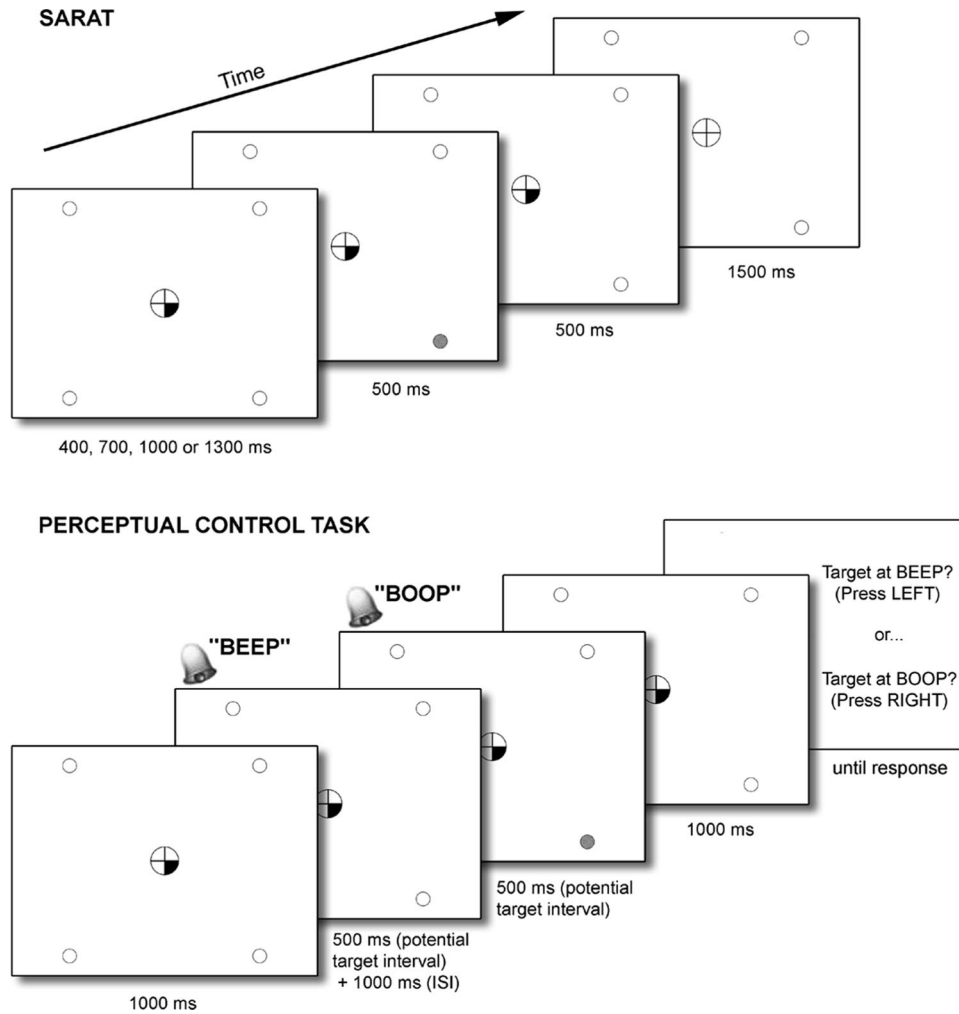 SARAT
Time
1500 ms
500 ms
500 ms
400, 700, 1000 or 1300 ms
PERCEPTUAL CONTROL TASK
"BOOP"
"BEEP"
Target at BEEP?
(Press LEFT)
or...
Target at BOOP?
(Press RIGHT)
until response
1000 ms
500 ms (potential
target interval)
500 ms (potential
target interval)
+ 1000 ms (ISI)
1000 ms